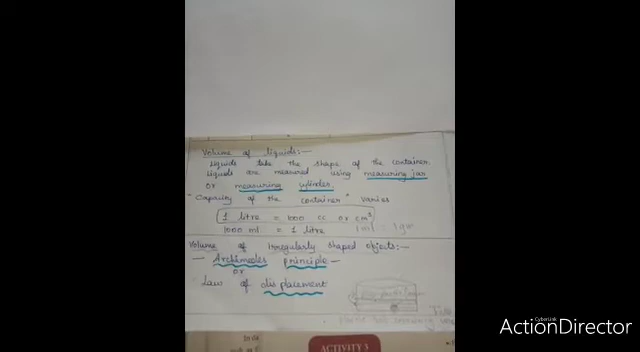 Volume of liquids:-
Liquids take the shape of the container.
Liquids are measured using measuring jar
or measuring cylinder.
"Capacity of the container" varies
1 litre = 1000 cc or cm³
1000 ml = 1 litre
Volume of Irregularly shaped objects:-
- Archimedes principle -
or
Law of displacement
ACTIVITY 3
CyberLink
ActionDirector